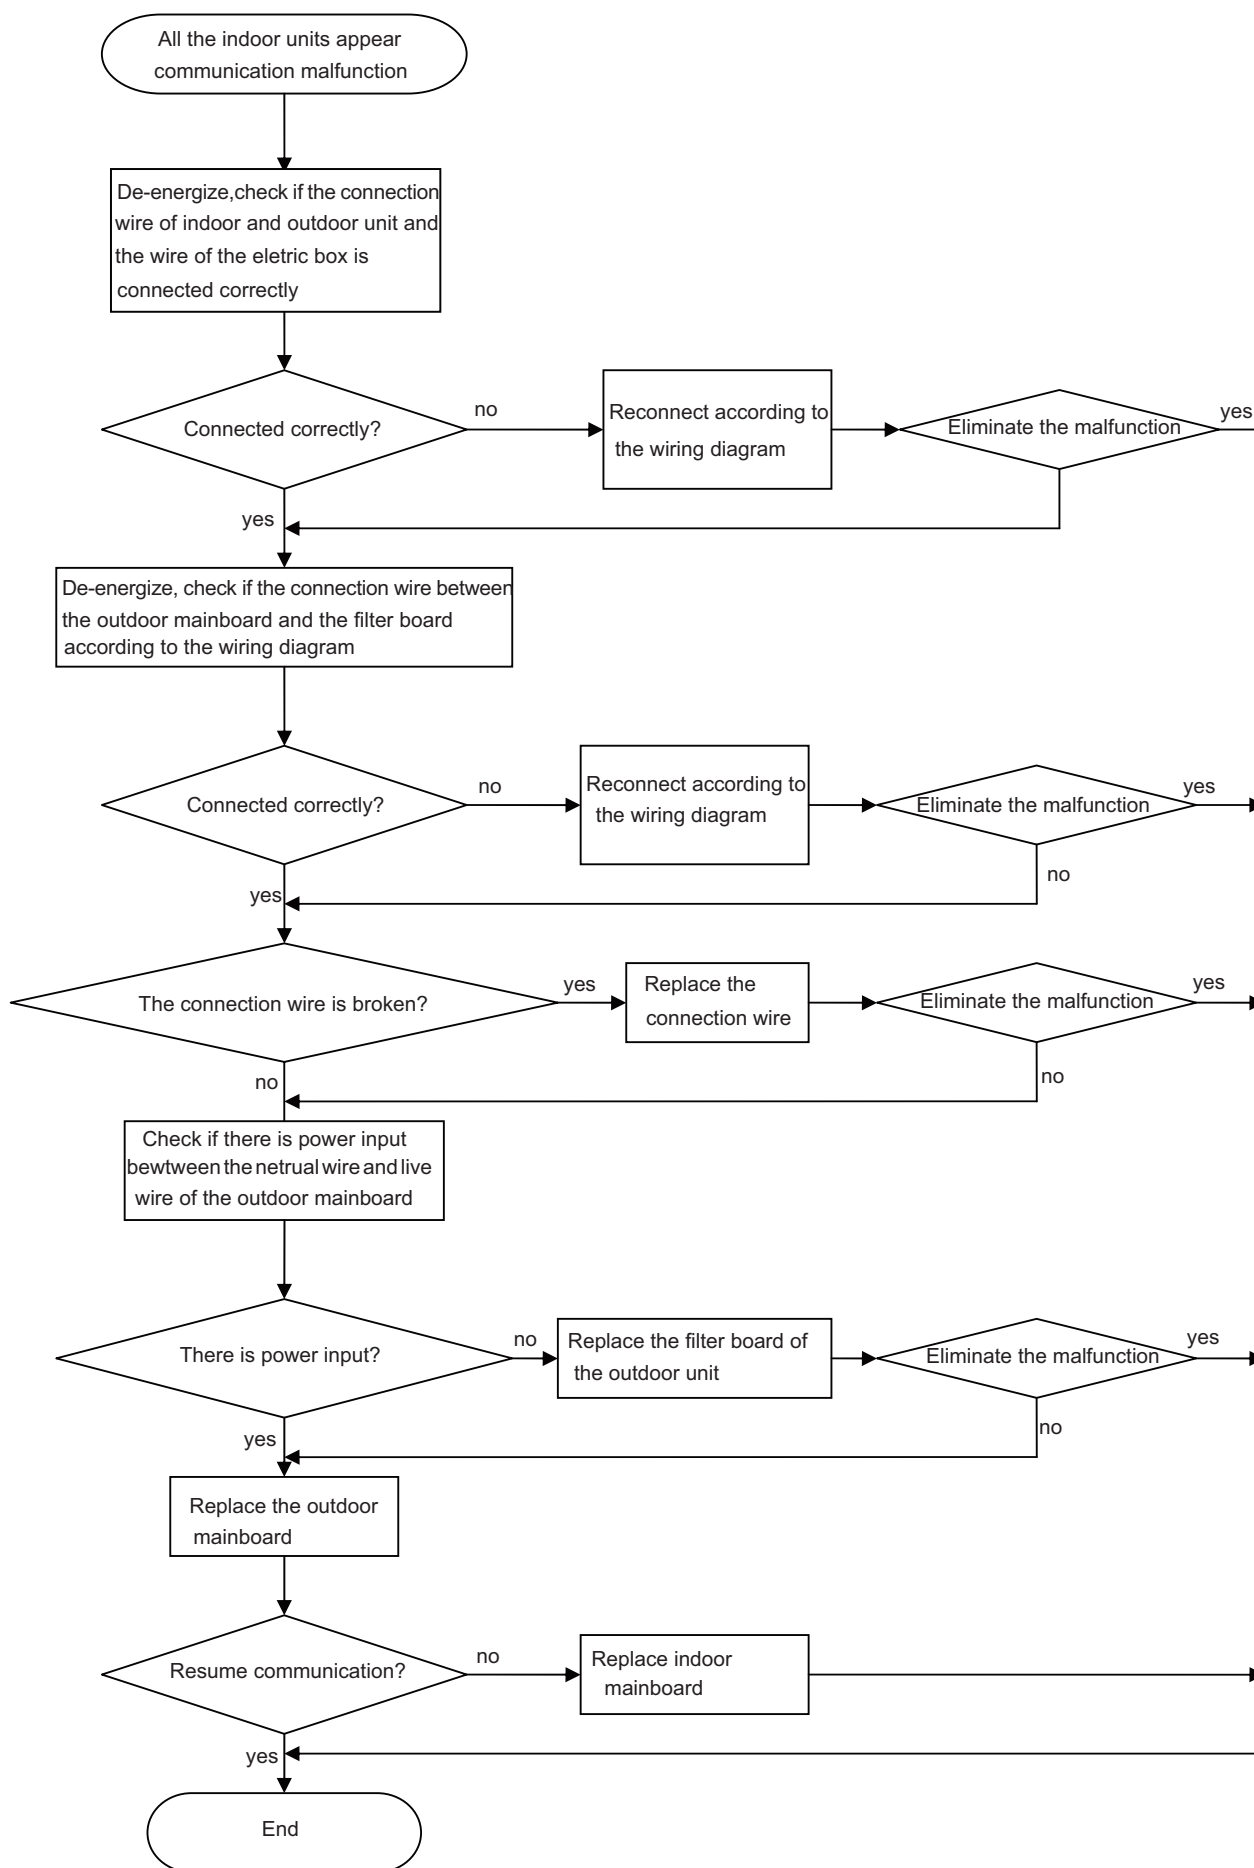 All the indoor units appear
communication malfunction
De-energize,check if the connection
wire of indoor and outdoor unit and
the wire of the eletric box is
connected correctly
Connected correctly?
no
Reconnect according to
the wiring diagram
Eliminate the malfunction
yes
yes
De-energize, check if the connection wire between
the outdoor mainboard and the filter board
according to the wiring diagram
Connected correctly?
no
Reconnect according to
the wiring diagram
Eliminate the malfunction
yes
no
yes
The connection wire is broken?
yes
Replace the
connection wire
Eliminate the malfunction
yes
no
no
Check if there is power input
bewtween the netrual wire and live
wire of the outdoor mainboard
There is power input?
no
Replace the filter board of
the outdoor unit
Eliminate the malfunction
yes
no
yes
Replace the outdoor
mainboard
Resume communication?
no
Replace indoor
mainboard
yes
End